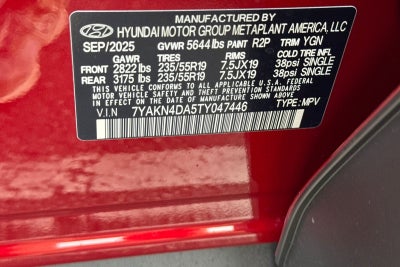 HYUNDAI MOTOR GROUP METAPLANT AMERICA, LLC
SEP/2025 GVWR 5644 lbs PAINT R2P TRIM YGN
GAWR TIRES RIMS COLD TIRE INFL
FRONT 2822 lbs 235/55R19 7.5JX19 38psi SINGLE
REAR 3175 lbs 235/55R19 7.5JX19 38psi SINGLE
THIS VEHICLE CONFORMS TO ALL APPLICABLE U.S.A. FEDERAL
MOTOR VEHICLE SAFETY, BUMPER, AND THEFT PREVENTION
STANDARDS IN EFFECT ON THE DATE OF MANUFACTURE SHOWN ABOVE.
V.I.N 7YAKN4DA5TY047446 TYPE:MPV